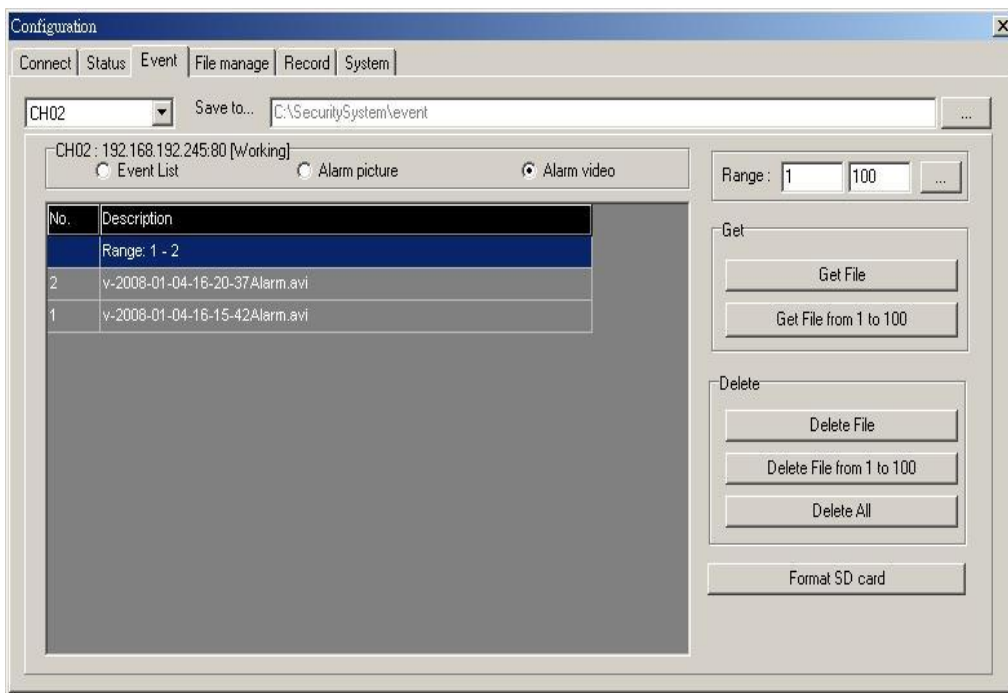 Configuration
Connect Status Event File manage Record System
CH02 Save to... C:\SecuritySystem\event ...
CH02 : 192.168.192.245:80 [Working]
Event List Alarm picture Alarm video
Range : 1 100 ...
No. Description
Range: 1 - 2
2 v-2008-01-04-16-20-37Alarm.avi
1 v-2008-01-04-16-15-42Alarm.avi
Get
Get File
Get File from 1 to 100
Delete
Delete File
Delete File from 1 to 100
Delete All
Format SD card